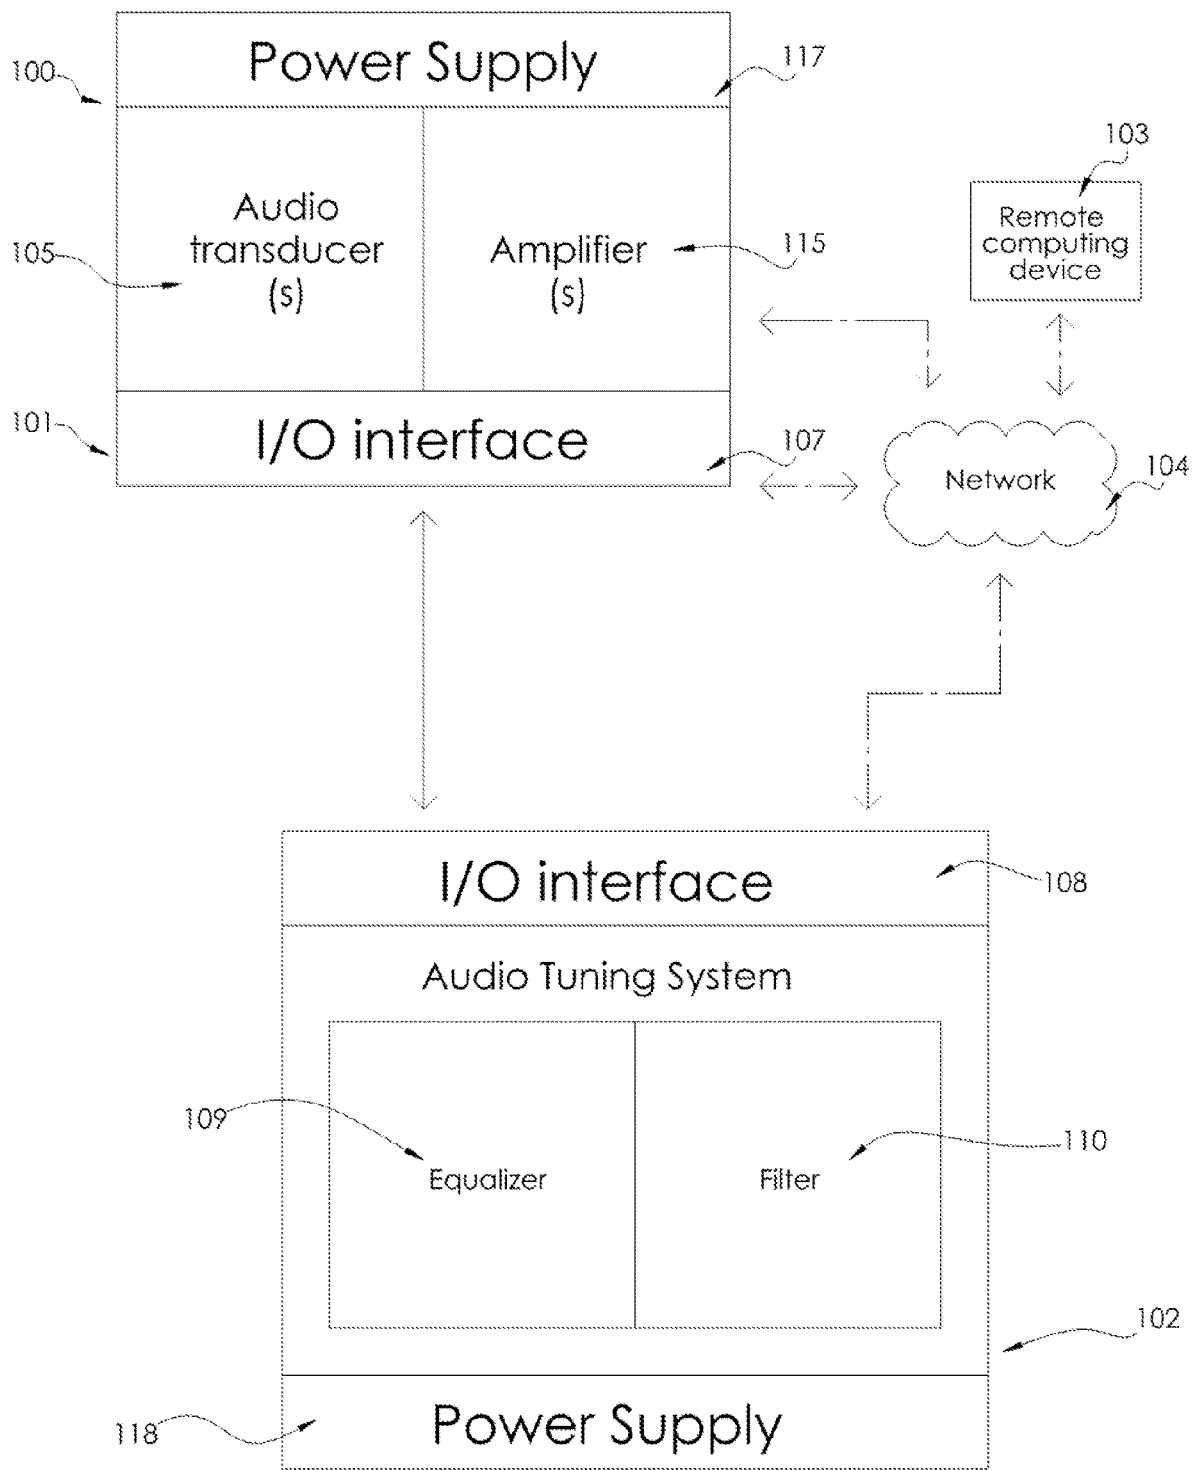 Power Supply
117
100
103
Remote
computing
device
Audio
transducer
(s)
105
Amplifier
(s)
115
101
I/O interface
107
Network
104
I/O interface
108
Audio Tuning System
109
Equalizer
Filter
110
102
118
Power Supply